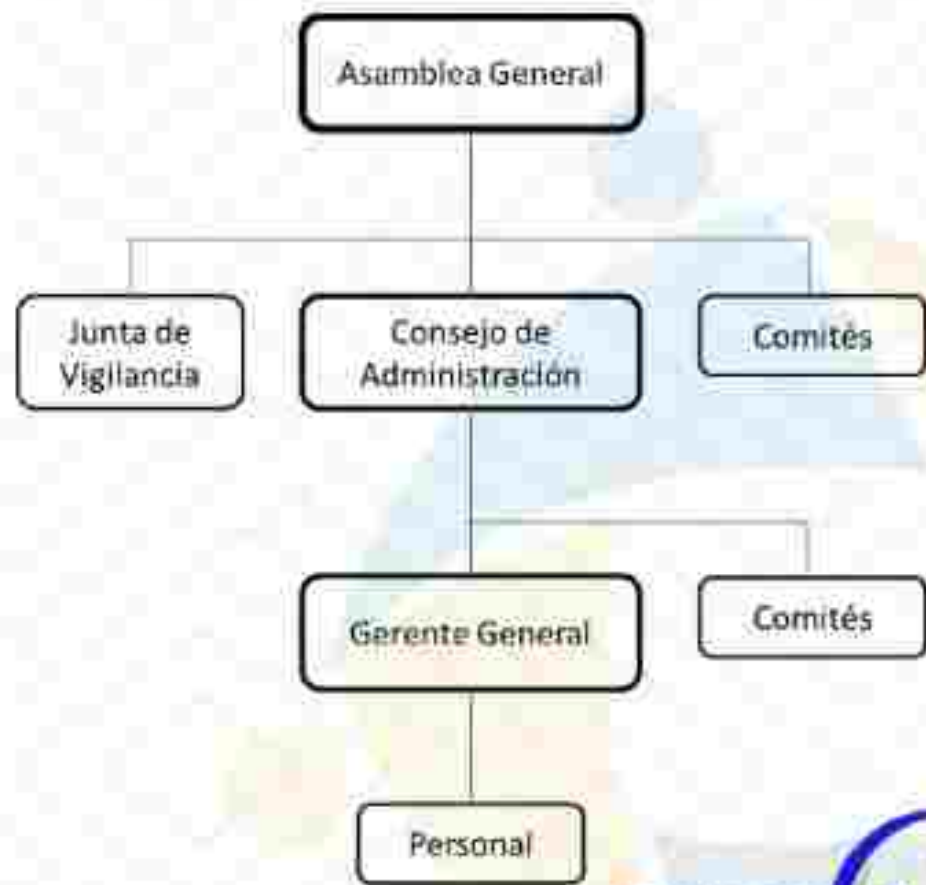 Asamblea General
Junta de
Vigilancia
Consejo de
Administración
Comités
Gerente General
Comités
Personal